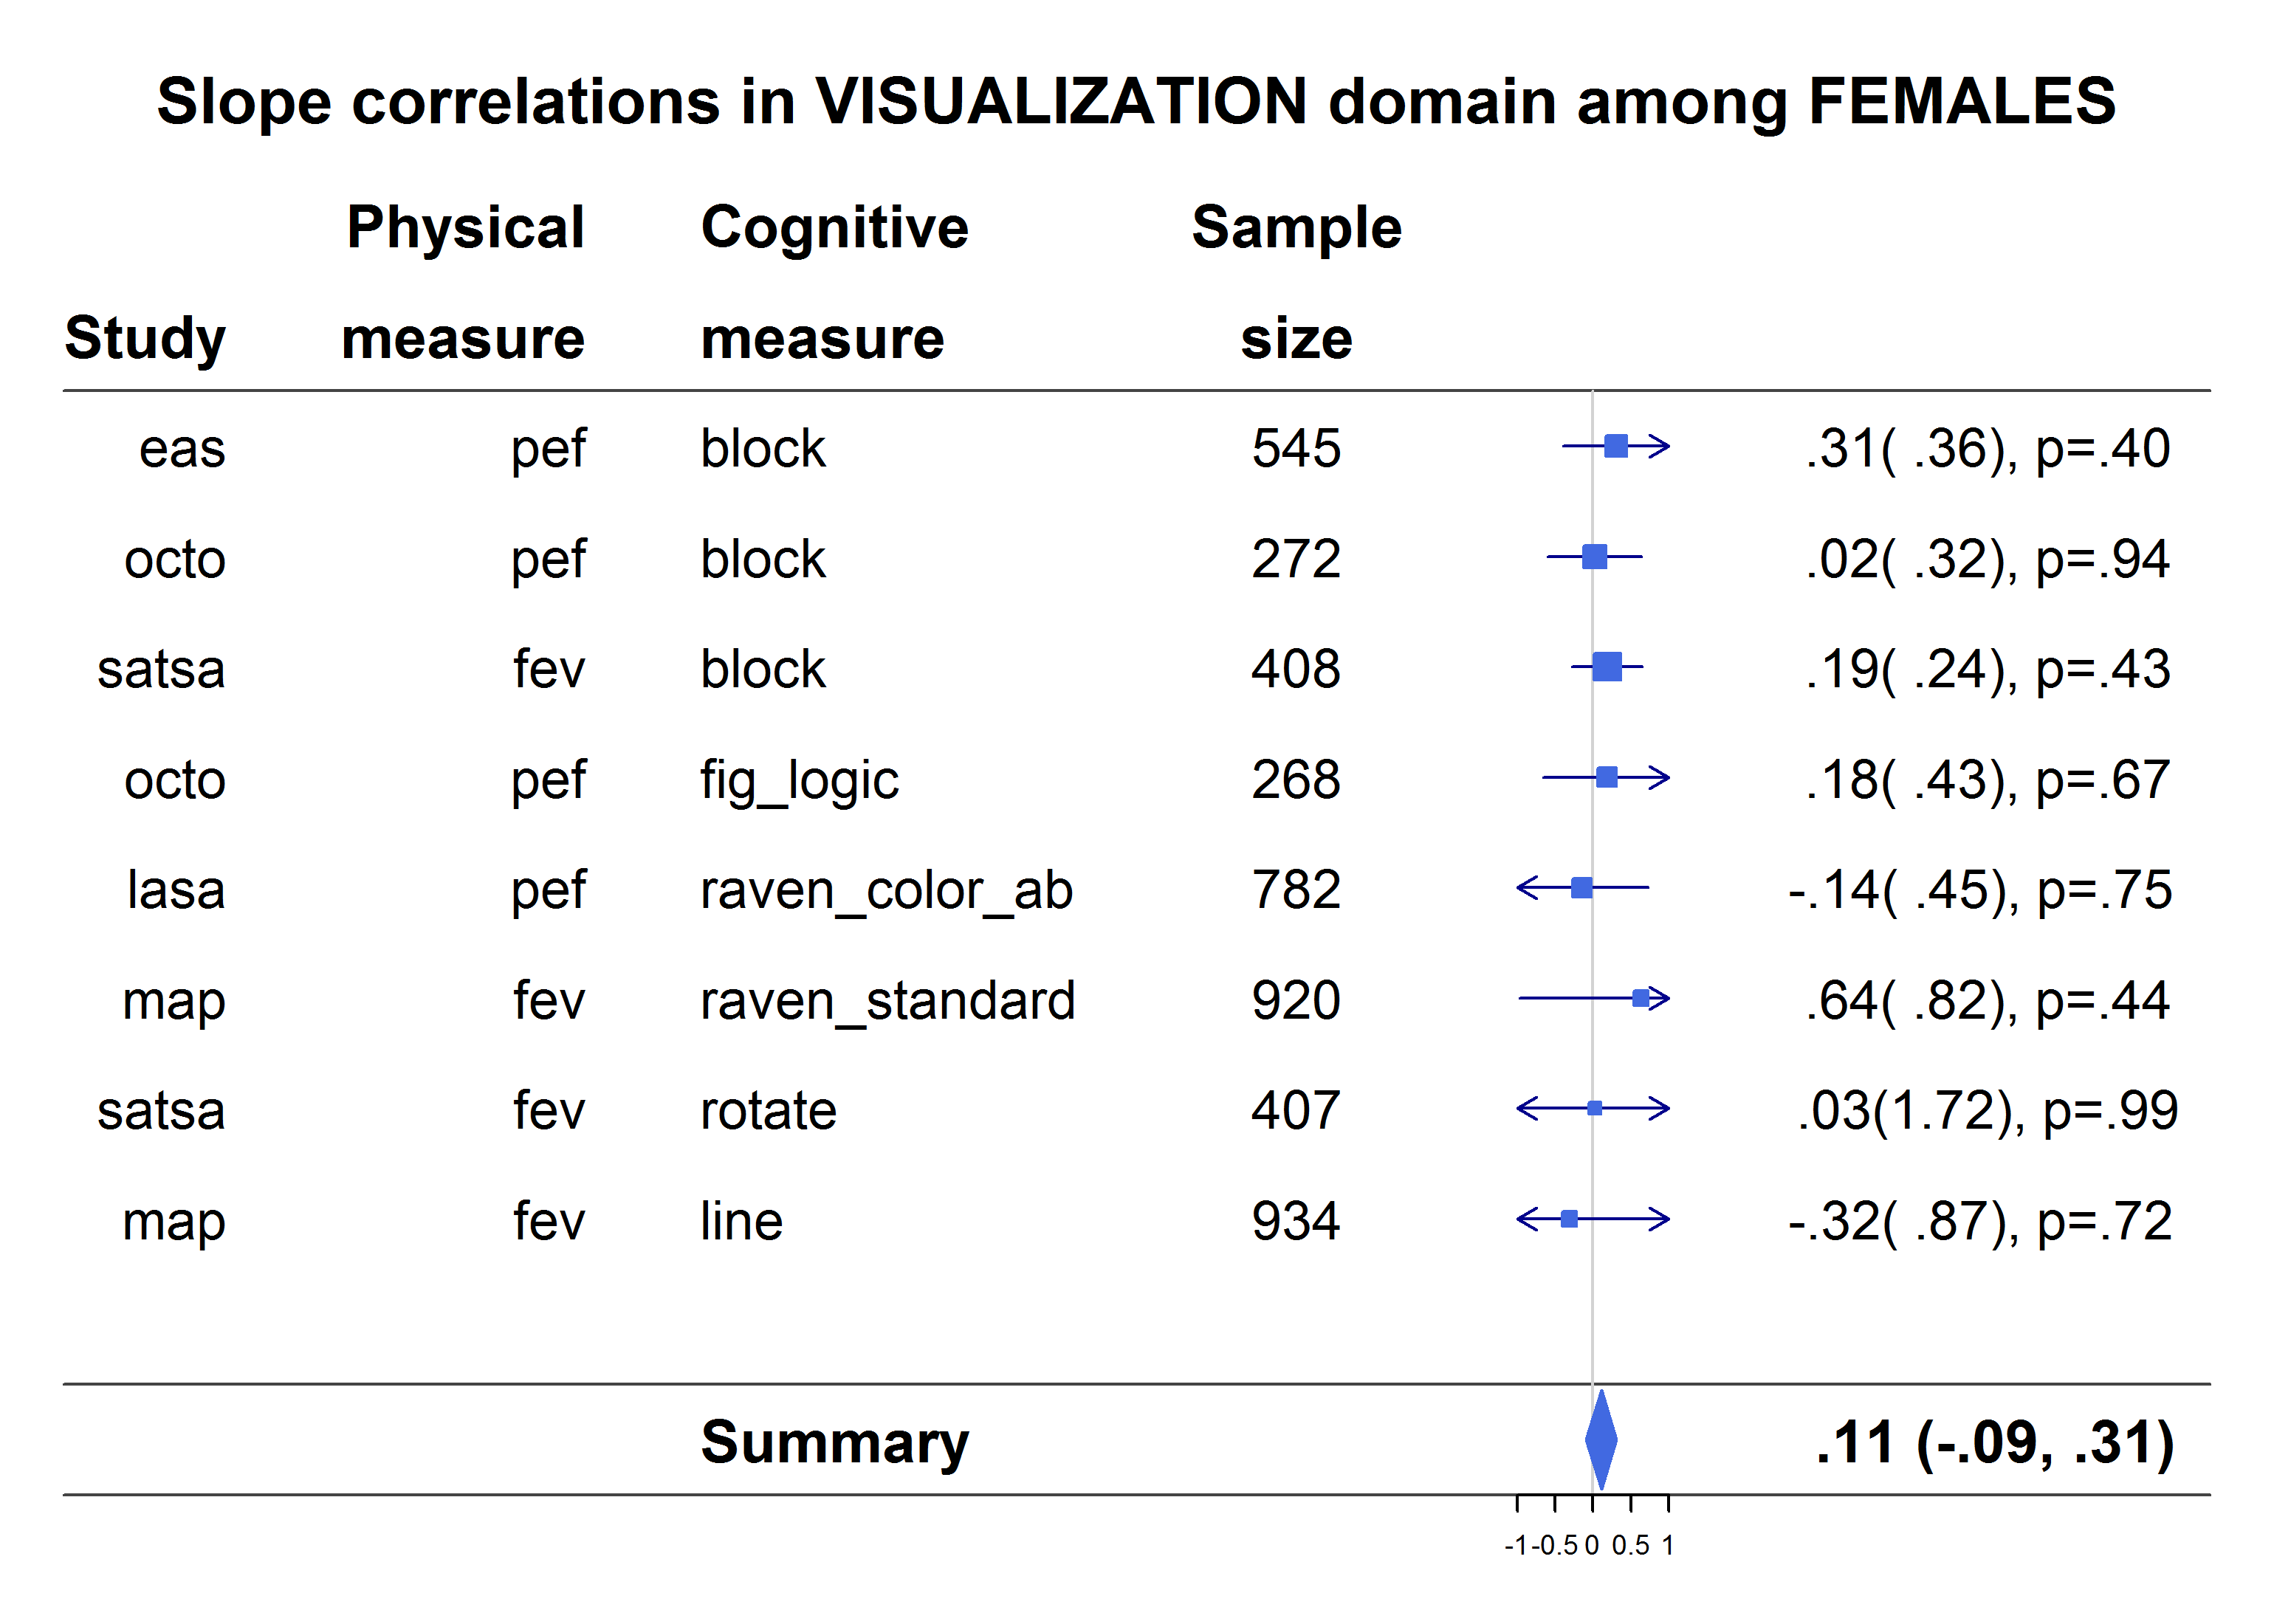 Slope correlations in VISUALIZATION domain among FEMALES
Physical Cognitive Sample
Study measure measure size
eas pef block 545 .31( .36), p=.40
octo pef block 272 .02( .32), p=.94
satsa fev block 408 .19( .24), p=.43
octo pef fig_logic 268 .18( .43), p=.67
lasa pef raven_color_ab 782 -.14( .45), p=.75
map fev raven_standard 920 .64( .82), p=.44
satsa fev rotate 407 .03(1.72), p=.99
map fev line 934 -.32( .87), p=.72
Summary .11 (-.09, .31)
-1 -0.5 0 0.5 1